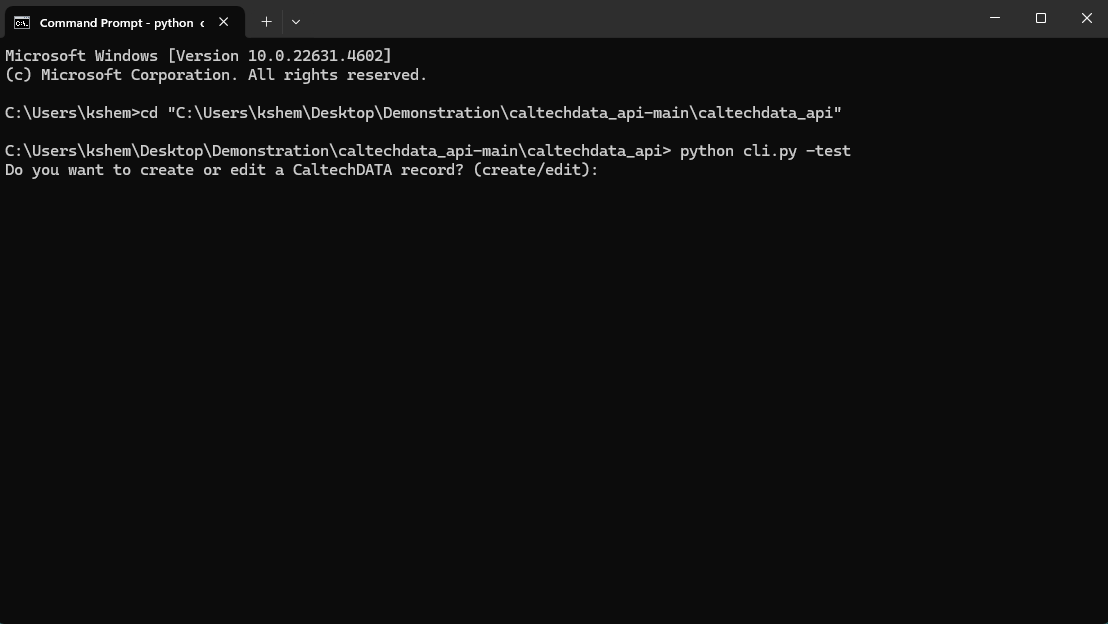 Command Prompt - python c
Microsoft Windows [Version 10.0.22631.4602]
(c) Microsoft Corporation. All rights reserved.
C:\Users\kshem>cd "C:\Users\kshem\Desktop\Demonstration\caltechdata_api-main\caltechdata_api"
C:\Users\kshem\Desktop\Demonstration\caltechdata_api-main\caltechdata_api> python cli.py -test
Do you want to create or edit a CaltechDATA record? (create/edit):